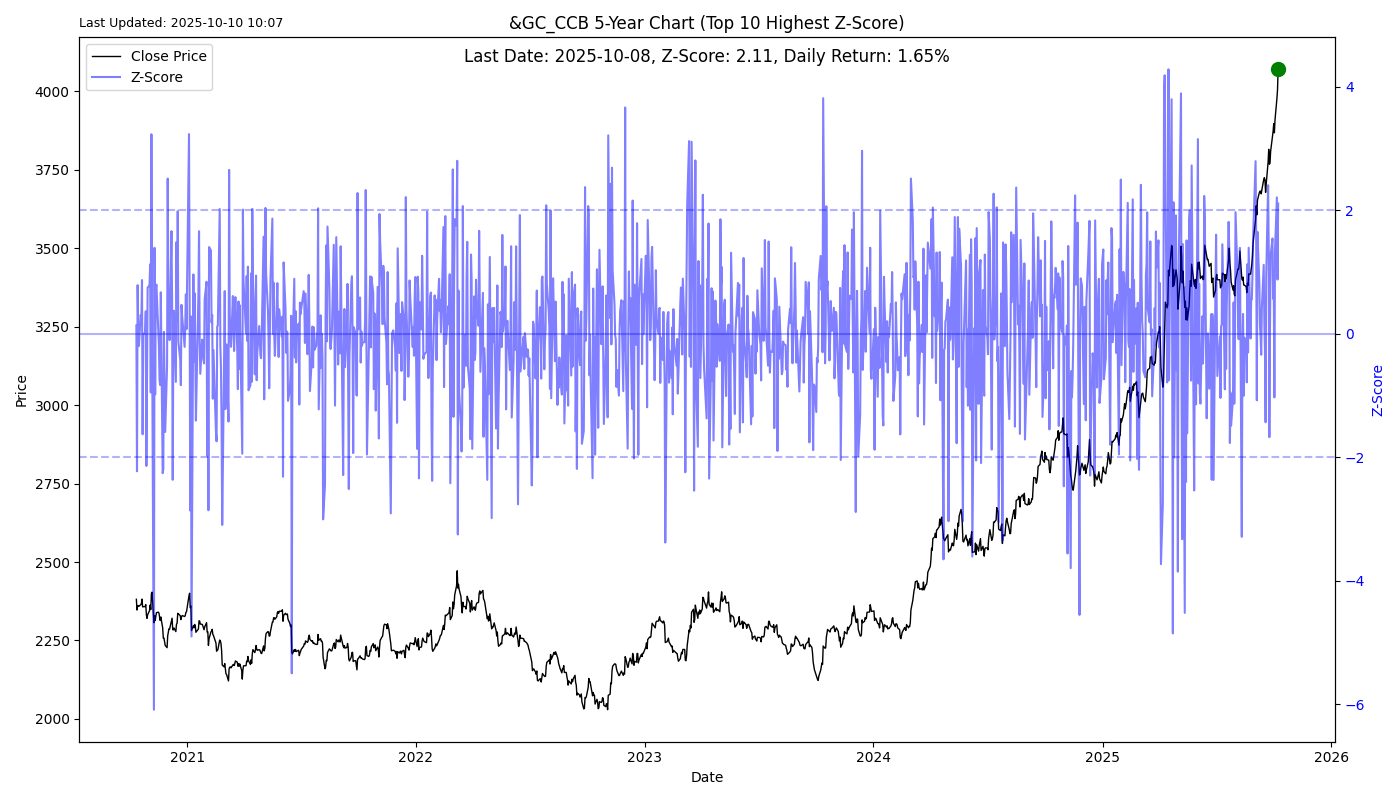 Last Updated: 2025-10-10 10:07
&GC_CCB 5-Year Chart (Top 10 Highest Z-Score)
Last Date: 2025-10-08, Z-Score: 2.11, Daily Return: 1.65%
Close Price
Z-Score
4000
3750
3500
3250
3000
2750
2500
2250
2000
Price
4
2
0
−2
−4
−6
Z-Score
2021
2022
2023
2024
2025
2026
Date